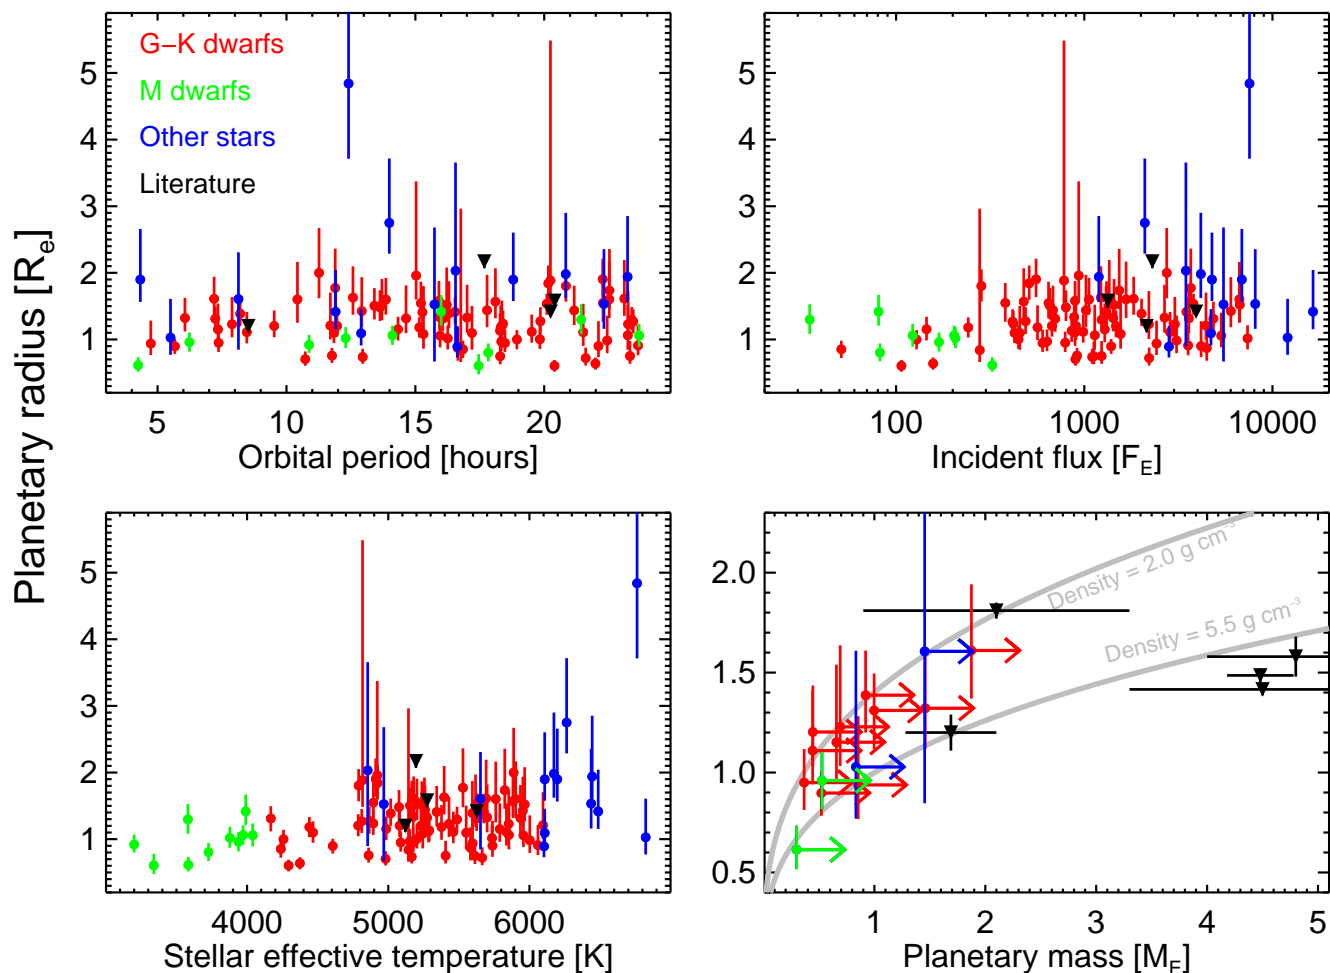 Planetary radius [Re]
5
4
3
2
1
G−K dwarfs
M dwarfs
Other stars
Literature
5 10 15 20
Orbital period [hours]
5
4
3
2
1
100 1000 10000
Incident flux [FE]
5
4
3
2
1
4000 5000 6000
Stellar effective temperature [K]
2.0
1.5
1.0
0.5
Density = 2.0 g cm−3
Density = 5.5 g cm−3
1 2 3 4 5
Planetary mass [ME]